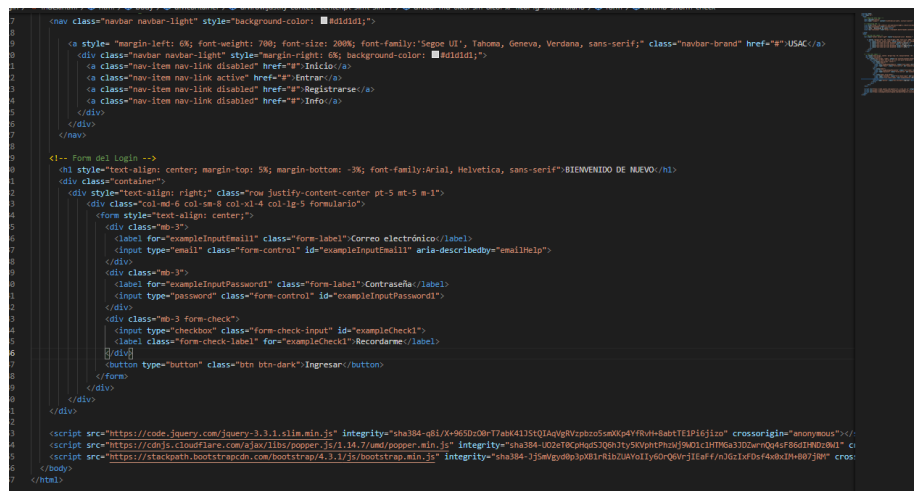 <nav class="navbar navbar-light" style="background-color: #d1d1d1;">
<a style= "margin-left: 6%; font-weight: 700; font-size: 200%; font-family:'Segoe UI', Tahoma, Geneva, Verdana, sans-serif;" class="navbar-brand" href="#">USAC</a>
<div class="navbar navbar-light" style="margin-right: 6%; background-color: #d1d1d1;">
<a class="nav-item nav-link disabled" href="#">Inicio</a>
<a class="nav-item nav-link active" href="#">Entrar</a>
<a class="nav-item nav-link disabled" href="#">Registrarse</a>
<a class="nav-item nav-link disabled" href="#">Info</a>
</div>
</div>
</nav>
<!-- Form del Login -->
<h1 style="text-align: center; margin-top: 5%; margin-bottom: -3%; font-family:Arial, Helvetica, sans-serif">BIENVENIDO DE NUEVO</h1>
<div class="container">
<div style="text-align: right;" class="row justify-content-center pt-5 mt-5 m-1">
<div class="col-md-6 col-sm-8 col-xl-4 col-lg-5 formulario">
<form style="text-align: center;">
<div class="mb-3">
<label for="exampleInputEmail1" class="form-label">Correo electrónico</label>
<input type="email" class="form-control" id="exampleInputEmail1" aria-describedby="emailHelp">
</div>
<div class="mb-3">
<label for="exampleInputPassword1" class="form-label">Contraseña</label>
<input type="password" class="form-control" id="exampleInputPassword1">
</div>
<div class="mb-3 form-check">
<input type="checkbox" class="form-check-input" id="exampleCheck1">
<label class="form-check-label" for="exampleCheck1">Recordarme</label>
</div>
<button type="button" class="btn btn-dark">Ingresar</button>
</form>
</div>
</div>
</div>
<script src="https://code.jquery.com/jquery-3.3.1.slim.min.js" integrity= crossorigin="anonymous"></
<script src="https://cdnjs.cloudflare.com/ajax/libs/popper.js/1.14.7/umd/popper.min.js" integrity=
<script src="https://stackpath.bootstrapcdn.com/bootstrap/4.3.1/js/bootstrap.min.js" integrity= cros
</body>
</html>